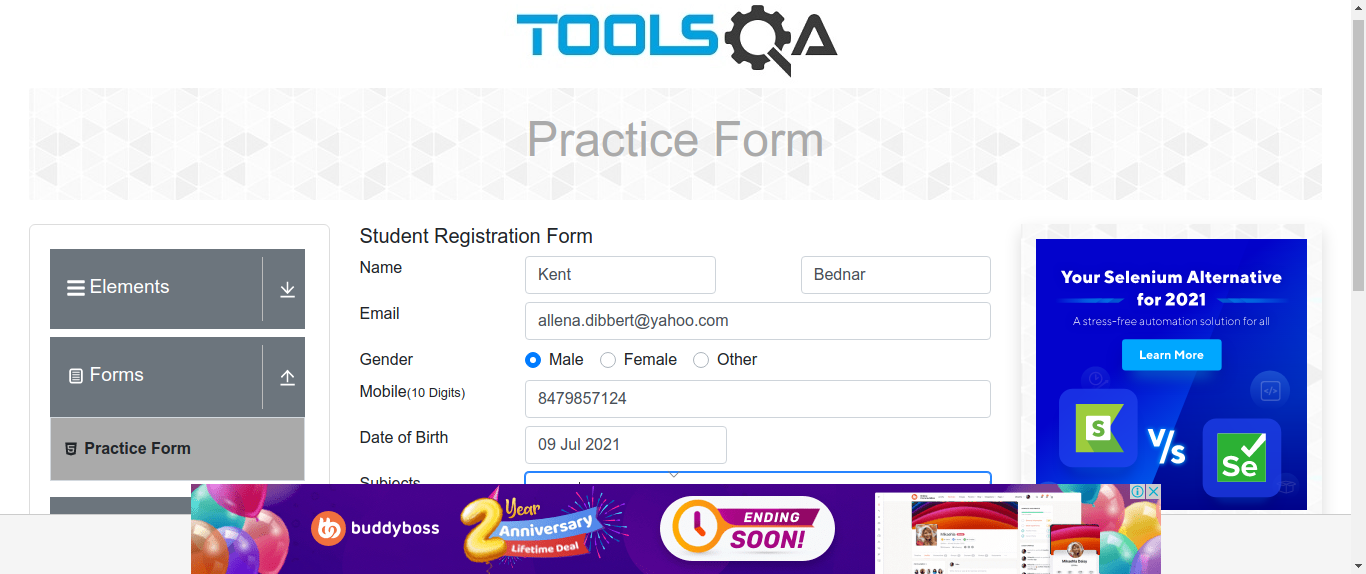 TOOLSQA
Practice Form
Elements
Forms
Practice Form
Student Registration Form
Name
Kent
Bednar
Email
allena.dibbert@yahoo.com
Gender
Male
Female
Other
Mobile(10 Digits)
8479857124
Date of Birth
09 Jul 2021
Subjects
Your Selenium Alternative
for 2021
A stress-free automation solution for all
Learn More
S
V/s
Se
bb buddyboss
2 Year
Anniversary
Lifetime Deal
ENDING
SOON!